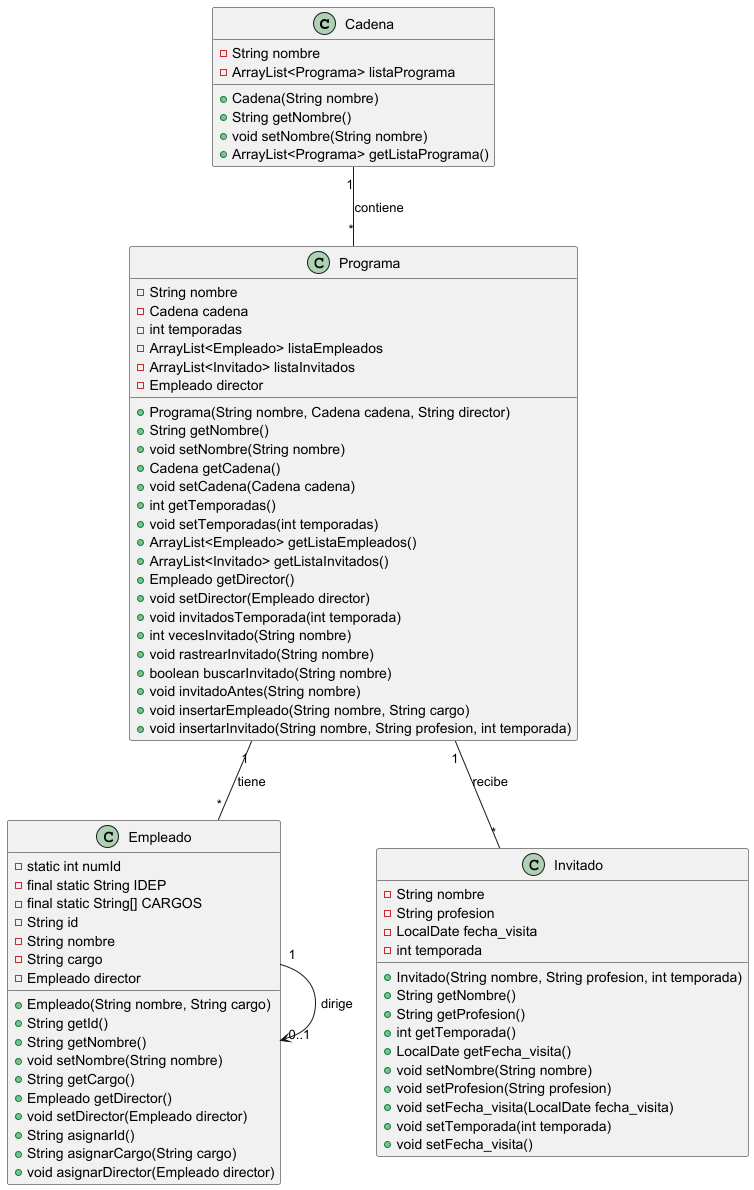 C Cadena
String nombre
ArrayList<Programa> listaPrograma
Cadena(String nombre)
String getNombre()
void setNombre(String nombre)
ArrayList<Programa> getListaPrograma()
1
contiene
*
C Programa
String nombre
Cadena cadena
int temporadas
ArrayList<Empleado> listaEmpleados
ArrayList<Invitado> listaInvitados
Empleado director
Programa(String nombre, Cadena cadena, String director)
String getNombre()
void setNombre(String nombre)
Cadena getCadena()
void setCadena(Cadena cadena)
int getTemporadas()
void setTemporadas(int temporadas)
ArrayList<Empleado> getListaEmpleados()
ArrayList<Invitado> getListaInvitados()
Empleado getDirector()
void setDirector(Empleado director)
void invitadosTemporada(int temporada)
int vecesInvitado(String nombre)
void rastrearInvitado(String nombre)
boolean buscarInvitado(String nombre)
void invitadoAntes(String nombre)
void insertarEmpleado(String nombre, String cargo)
void insertarInvitado(String nombre, String profesion, int temporada)
1
tiene
*
1
recibe
*
C Empleado
static int numId
final static String IDEP
final static String[] CARGOS
String id
String nombre
String cargo
Empleado director
Empleado(String nombre, String cargo)
String getId()
String getNombre()
void setNombre(String nombre)
String getCargo()
Empleado getDirector()
void setDirector(Empleado director)
String asignarId()
String asignarCargo(String cargo)
void asignarDirector(Empleado director)
1
dirige
0..1
C Invitado
String nombre
String profesion
LocalDate fecha_visita
int temporada
Invitado(String nombre, String profesion, int temporada)
String getNombre()
String getProfesion()
int getTemporada()
LocalDate getFecha_visita()
void setNombre(String nombre)
void setProfesion(String profesion)
void setFecha_visita(LocalDate fecha_visita)
void setTemporada(int temporada)
void setFecha_visita()